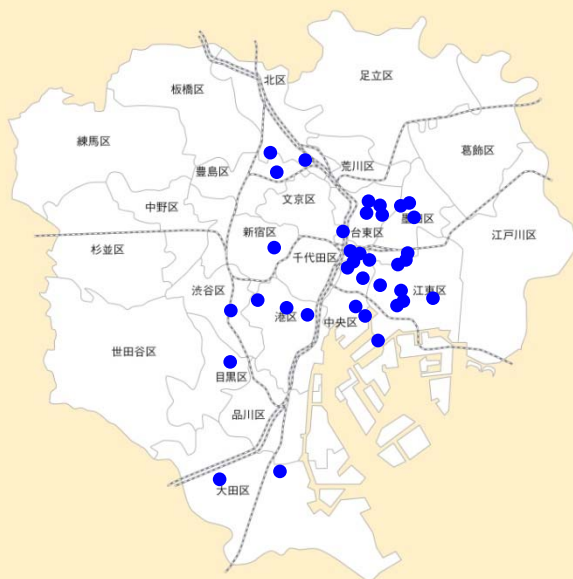 足立区
北区
板橋区
練馬区
葛飾区
荒川区
豊島区
文京区
中野区
墨田区
台東区
新宿区
江戸川区
杉並区
千代田区
渋谷区
江東区
港区
中央区
世田谷区
目黒区
品川区
大田区